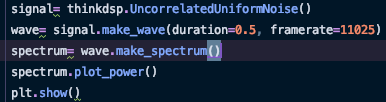 signal= thinkdsp.UncorrelatedUniformNoise()
wave= signal.make_wave(duration=0.5, framerate=11025)
spectrum= wave.make_spectrum()
spectrum.plot_power()
plt.show()